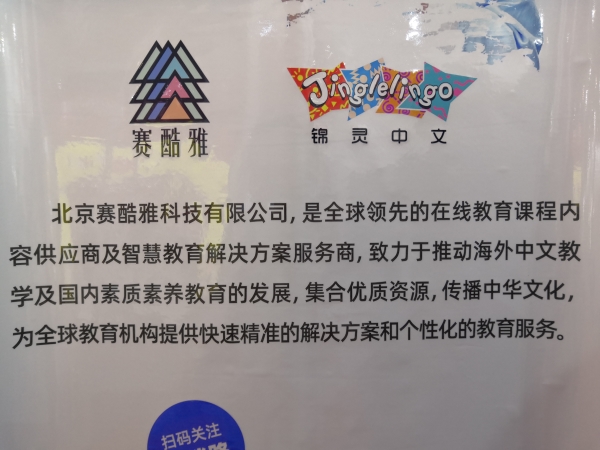 赛酷雅
Jinglelingo
锦灵中文
北京赛酷雅科技有限公司，是全球领先的在线教育课程内
容供应商及智慧教育解决方案服务商，致力于推动海外中文教
学及国内素质素养教育的发展，集合优质资源，传播中华文化，
为全球教育机构提供快速精准的解决方案和个性化的教育服务。
扫码关注